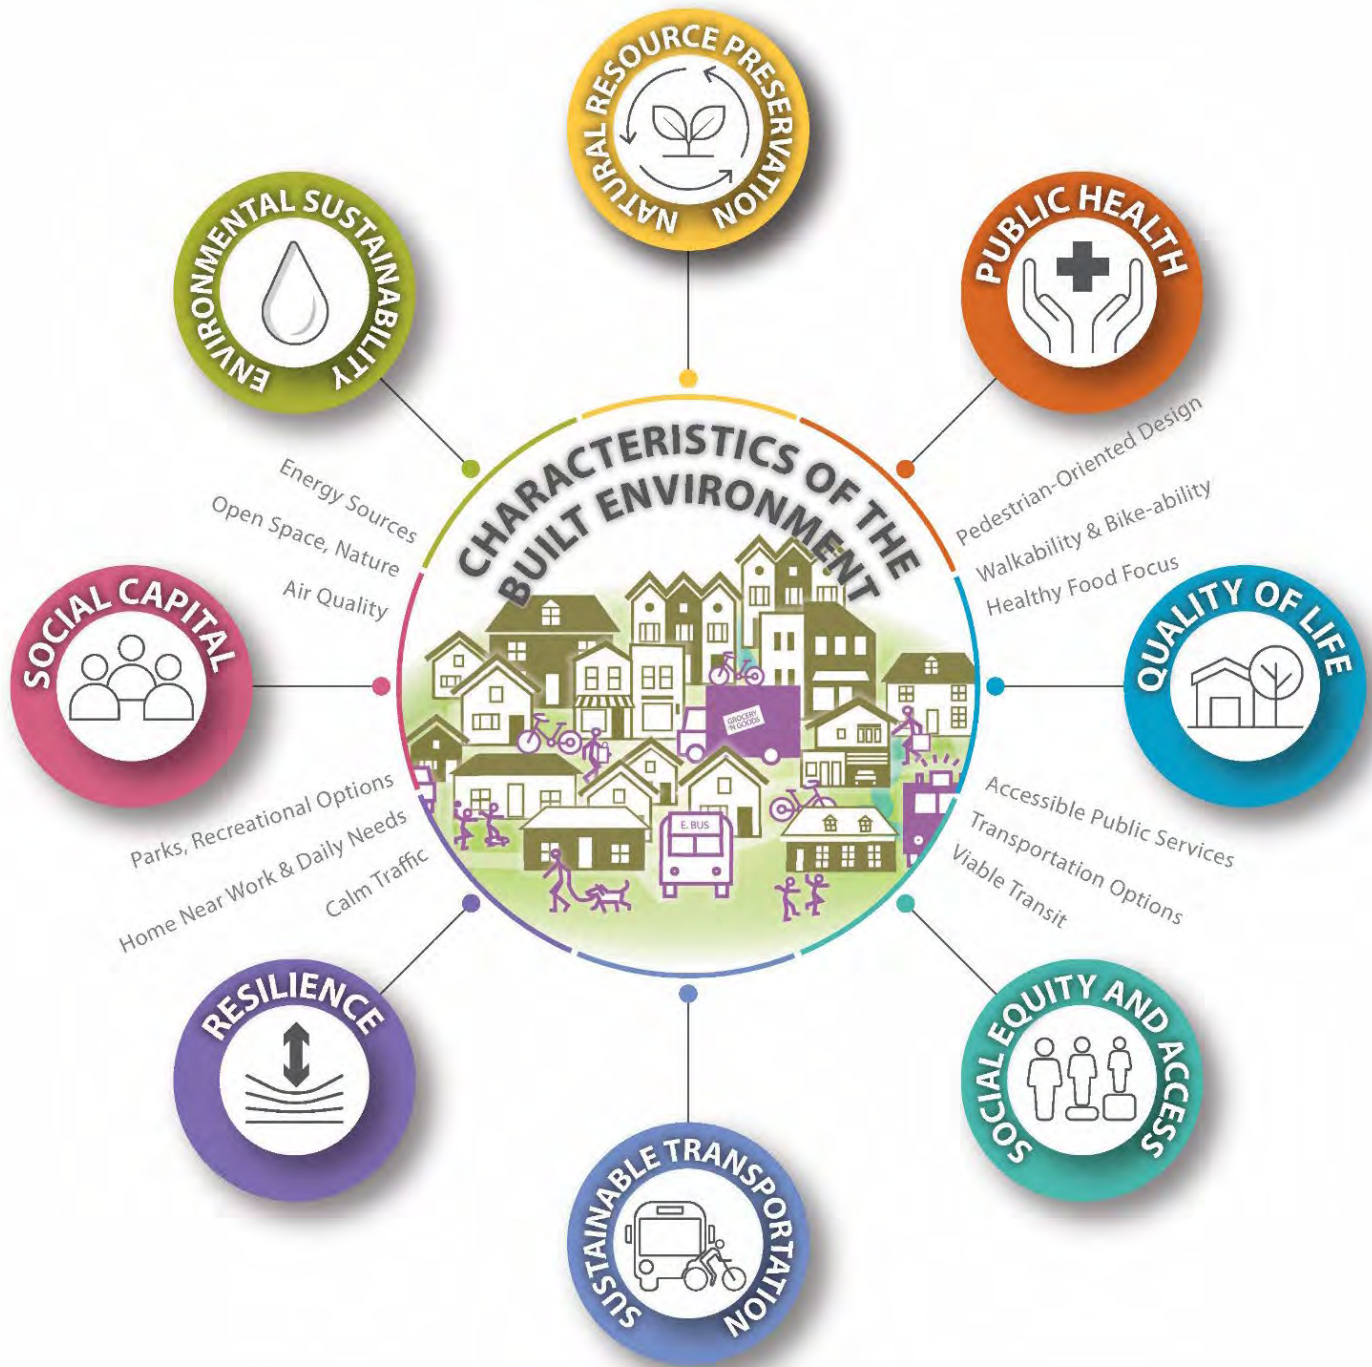 NATURAL RESOURCE PRESERVATION
ENVIRONMENTAL SUSTAINABILITY
PUBLIC HEALTH
CHARACTERISTICS OF THE
BUILT ENVIRONMENT
Energy Sources
Open Space, Nature
Air Quality
Pedestrian-Oriented Design
Walkability & Bike-ability
Healthy Food Focus
SOCIAL CAPITAL
QUALITY OF LIFE
GROCERY
'N GOODS
E. BUS
Parks, Recreational Options
Home Near Work & Daily Needs
Calm Traffic
Accessible Public Services
Transportation Options
Viable Transit
RESILIENCE
SOCIAL EQUITY AND ACCESS
SUSTAINABLE TRANSPORTATION